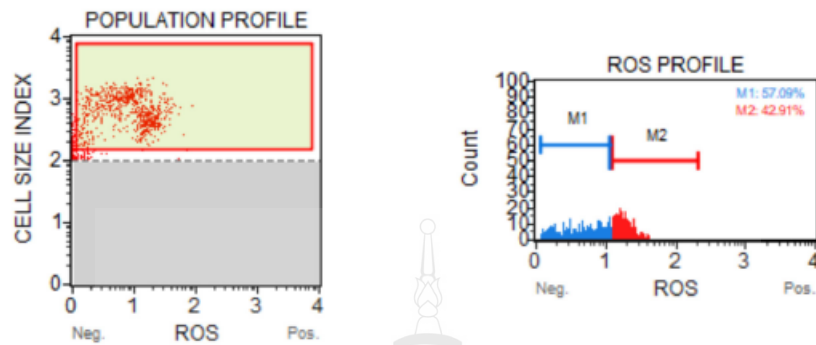 POPULATION PROFILE
4
3
2
1
0
CELL SIZE INDEX
0 1 2 3 4
Neg. ROS Pos.
ROS PROFILE
M1: 57.09%
M2: 42.91%
100
90
80
70
60
50
40
30
20
10
0
Count
M1
M2
0 1 2 3 4
Neg. ROS Pos.